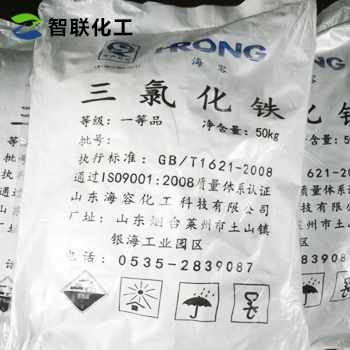 智联化工
RONG
海容
三氯化铁
等级：一等品 净含量：50kg
批号：
执行标准：GB/T1621-2008
通过ISO9001:2008质量体系认证
山东海容化工科技有限公司
厂址：山东烟台莱州市土山镇
银海工业园区
电话：0535-2839087